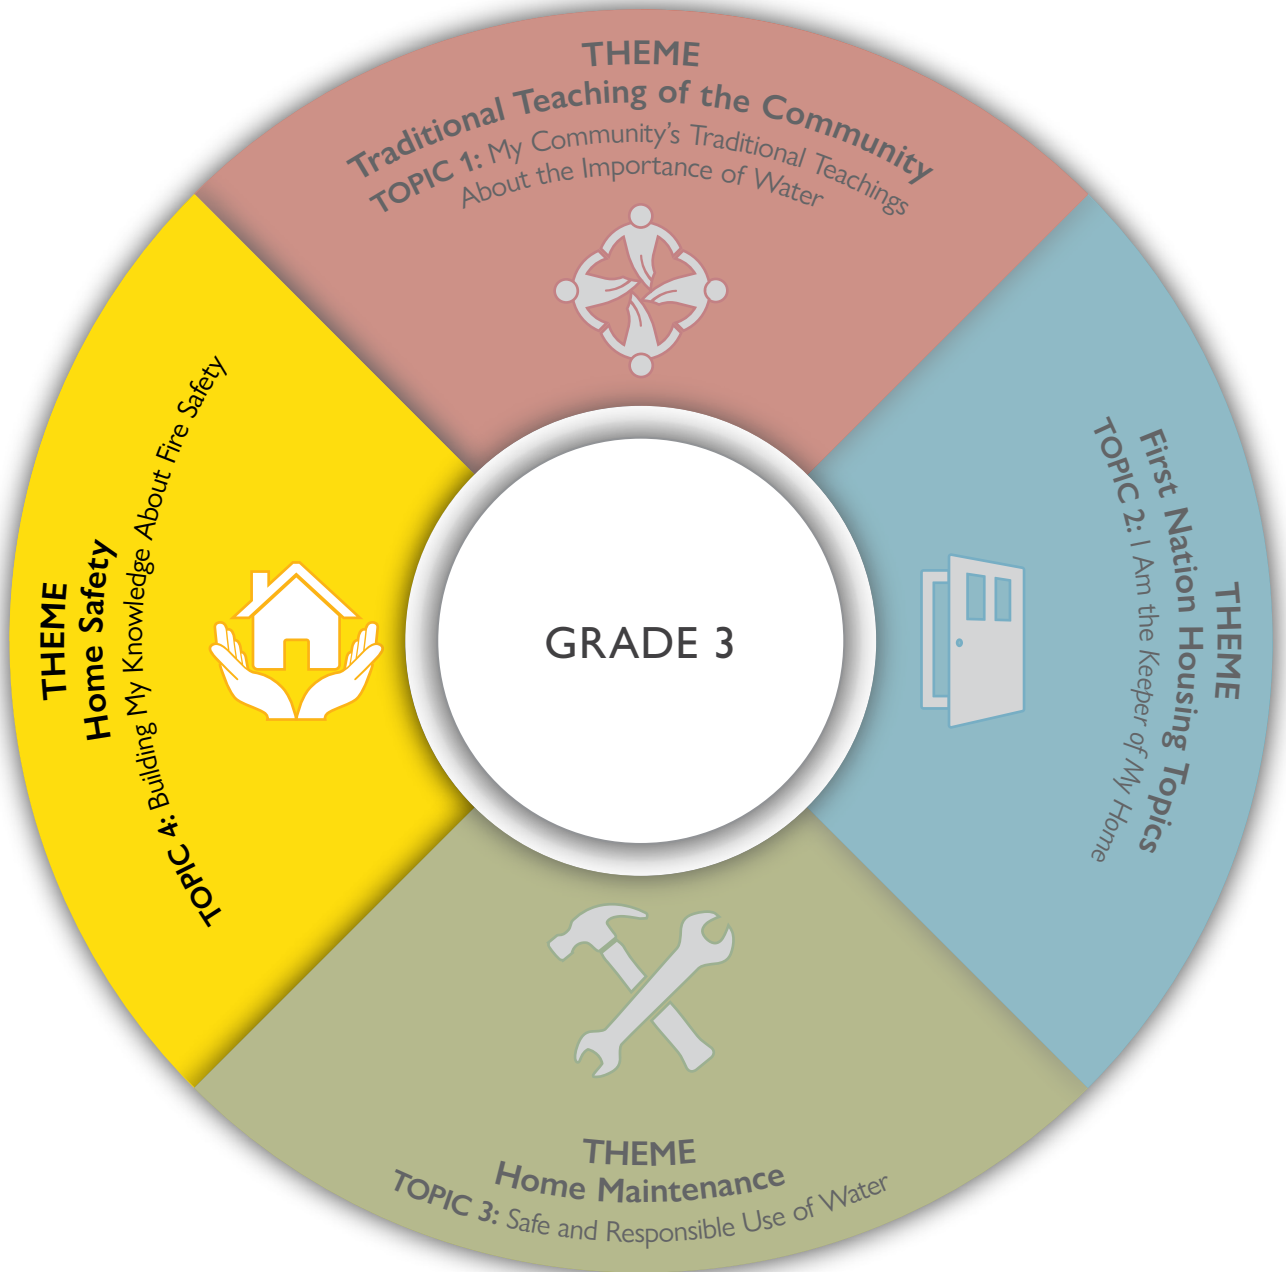 THEME
Traditional Teaching of the Community
TOPIC 1: My Community's Traditional Teachings
About the Importance of Water
THEME
First Nation Housing Topics
TOPIC 2: I Am the Keeper of My Home
GRADE 3
THEME
Home Maintenance
TOPIC 3: Safe and Responsible Use of Water
THEME
Home Safety
TOPIC 4: Building My Knowledge About Fire Safety